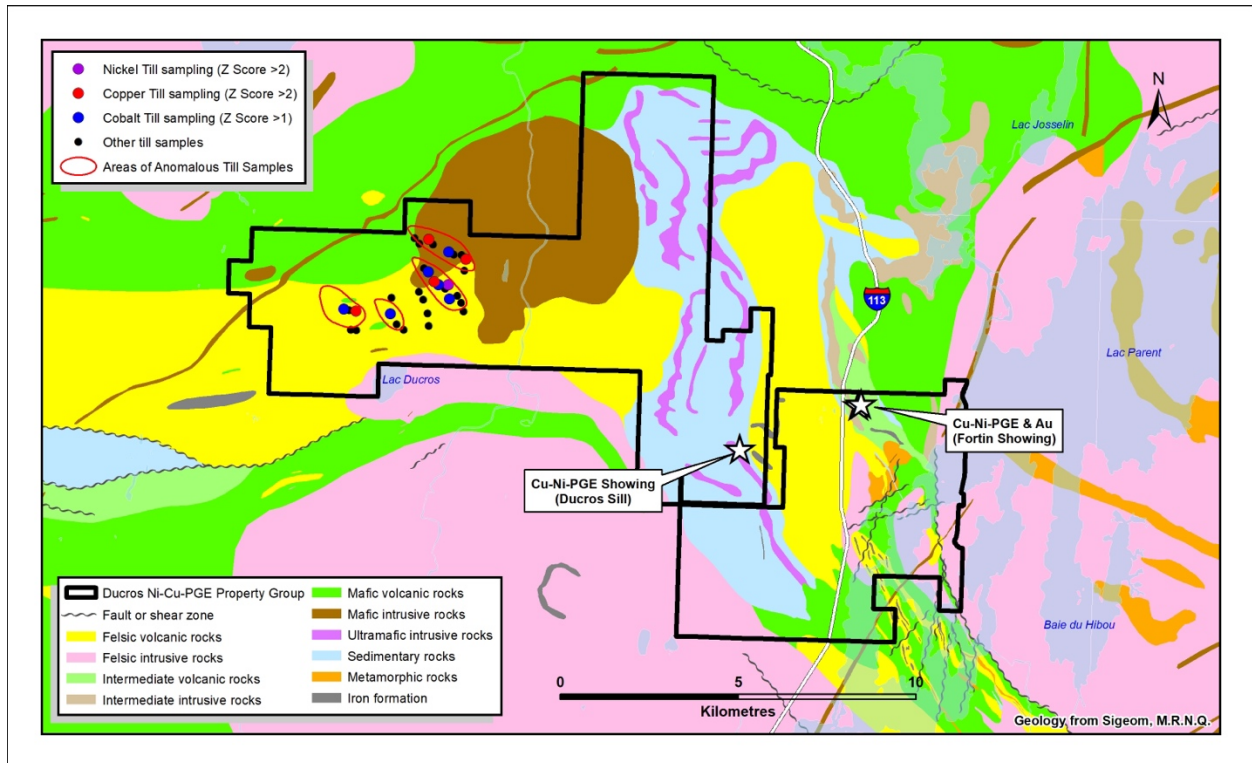 Nickel Till sampling (Z Score >2)
Copper Till sampling (Z Score >2)
Cobalt Till sampling (Z Score >1)
Other till samples
Areas of Anomalous Till Samples
N
Lac Josselin
113
Lac Parent
Lac Ducros
Cu-Ni-PGE & Au
(Fortin Showing)
Cu-Ni-PGE Showing
(Ducros Sill)
Ducros Ni-Cu-PGE Property Group
Fault or shear zone
Felsic volcanic rocks
Felsic intrusive rocks
Intermediate volcanic rocks
Intermediate intrusive rocks
Mafic volcanic rocks
Mafic intrusive rocks
Ultramafic intrusive rocks
Sedimentary rocks
Metamorphic rocks
Iron formation
Baie du Hibou
0 5 10
Kilometres
Geology from Sigeom, M.R.N.Q.